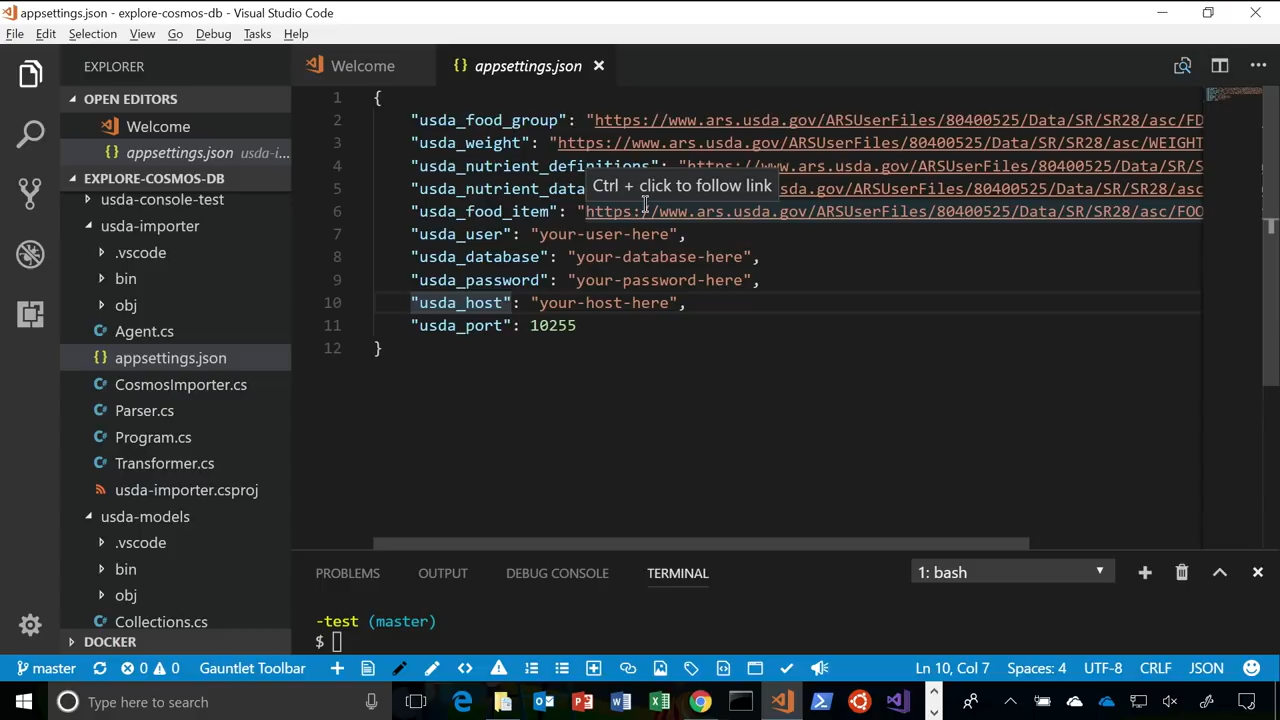 appsettings.json - explore-cosmos-db - Visual Studio Code
File Edit Selection View Go Debug Tasks Help
EXPLORER
OPEN EDITORS
Welcome
{} appsettings.json usda-i...
EXPLORE-COSMOS-DB
usda-console-test
usda-importer
.vscode
bin
obj
C# Agent.cs
{} appsettings.json
C# CosmosImporter.cs
C# Parser.cs
C# Program.cs
C# Transformer.cs
usda-importer.csproj
usda-models
.vscode
bin
obj
C# Collections.cs
DOCKER
Welcome {} appsettings.json
1 {
2 "usda_food_group": "https://www.ars.usda.gov/ARSUserFiles/80400525/Data/SR/SR28/asc/FD
3 "usda_weight": "https://www.ars.usda.gov/ARSUserFiles/80400525/Data/SR/SR28/asc/WEIGHT
4 "usda_nutrient_definitions": "https://www.ars.usda.gov/ARSUserFiles/80400525/Data/SR/S
Ctrl + click to follow link
5 "usda_nutrient_data .usda.gov/ARSUserFiles/80400525/Data/SR/SR28/asc
6 "usda_food_item": "https://www.ars.usda.gov/ARSUserFiles/80400525/Data/SR/SR28/asc/FOO
7 "usda_user": "your-user-here",
8 "usda_database": "your-database-here",
9 "usda_password": "your-password-here",
10 "usda_host": "your-host-here",
11 "usda_port": 10255
12 }
PROBLEMS OUTPUT DEBUG CONSOLE TERMINAL 1: bash
-test (master)
$
master 0 0 Gauntlet Toolbar Ln 10, Col 7 Spaces: 4 UTF-8 CRLF JSON
Type here to search